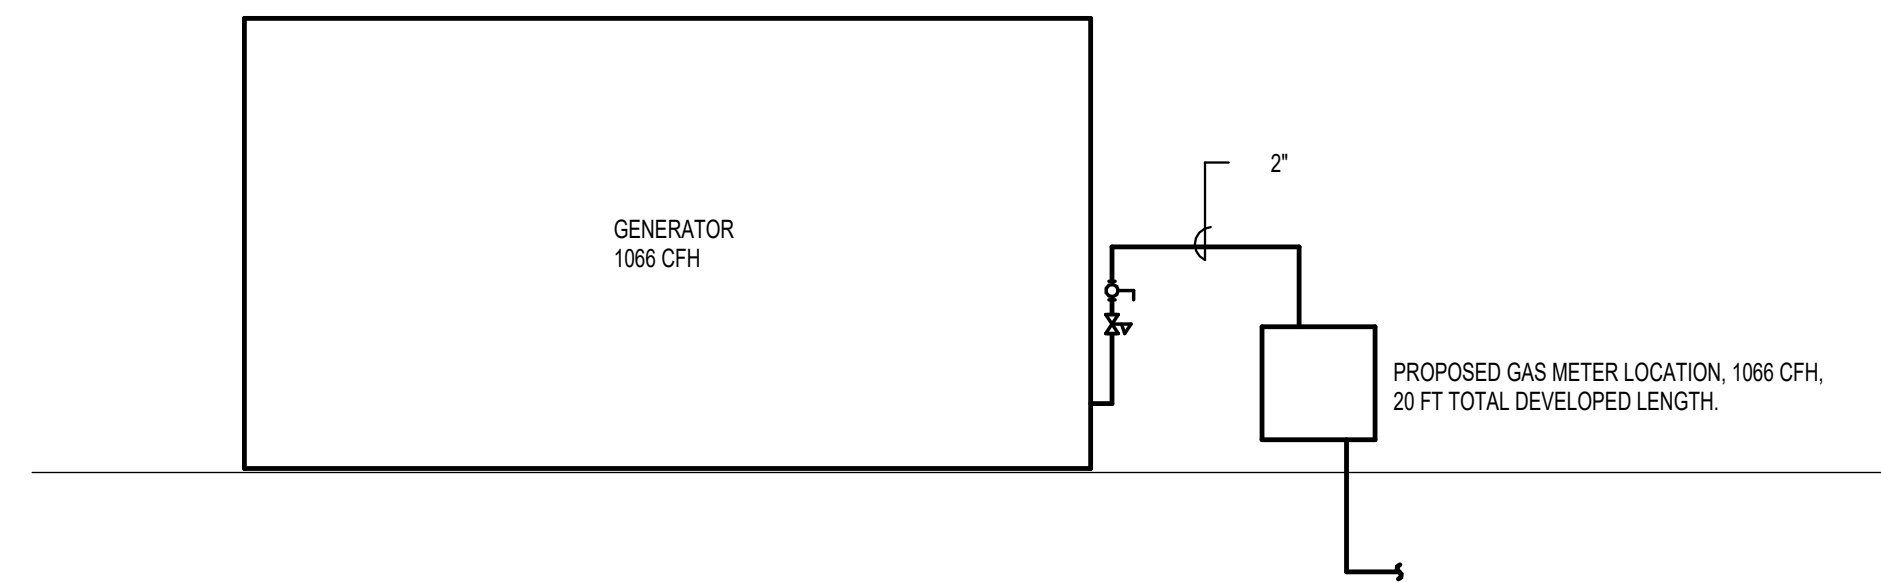 2"
GENERATOR
1066 CFH
PROPOSED GAS METER LOCATION, 1066 CFH,
20 FT TOTAL DEVELOPED LENGTH.